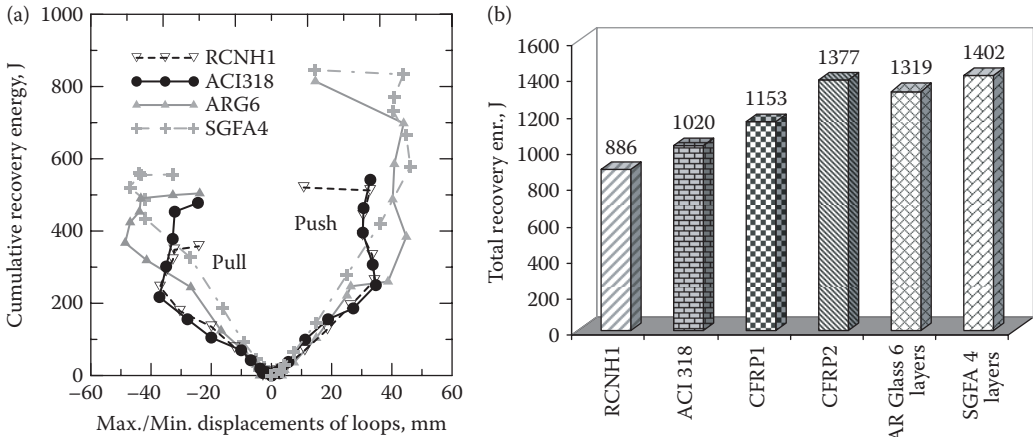 (a)
Cumulative recovery energy, J
1000
800
600
400
200
0
RCNH1
ACI318
ARG6
SGFA4
Push
Pull
−60 −40 −20 0 20 40 60
Max./Min. displacements of loops, mm
(b)
Total recovery enr., J
1600
1400
1200
1000
800
600
400
200
0
886
1020
1153
1377
1319
1402
RCNH1
ACI 318
CFRP1
CFRP2
AR Glass 6
layers
SGFA 4
layers